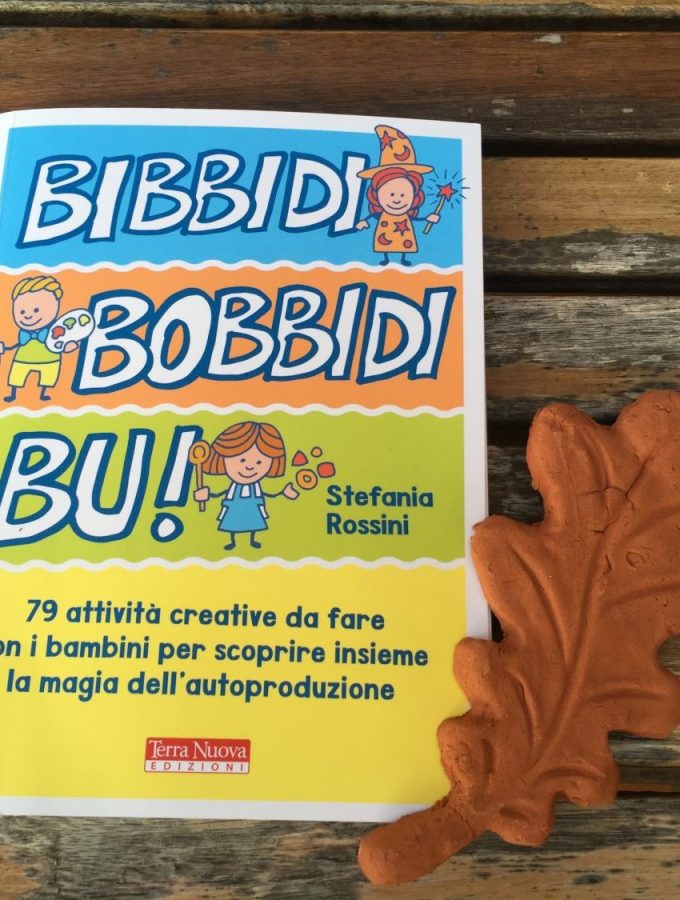 BIBBIDI
BOBBIDI
BU!
Stefania
Rossini
79 attività creative da fare
on i bambini per scoprire insieme
la magia dell'autoproduzione
Terra Nuova
EDIZIONI